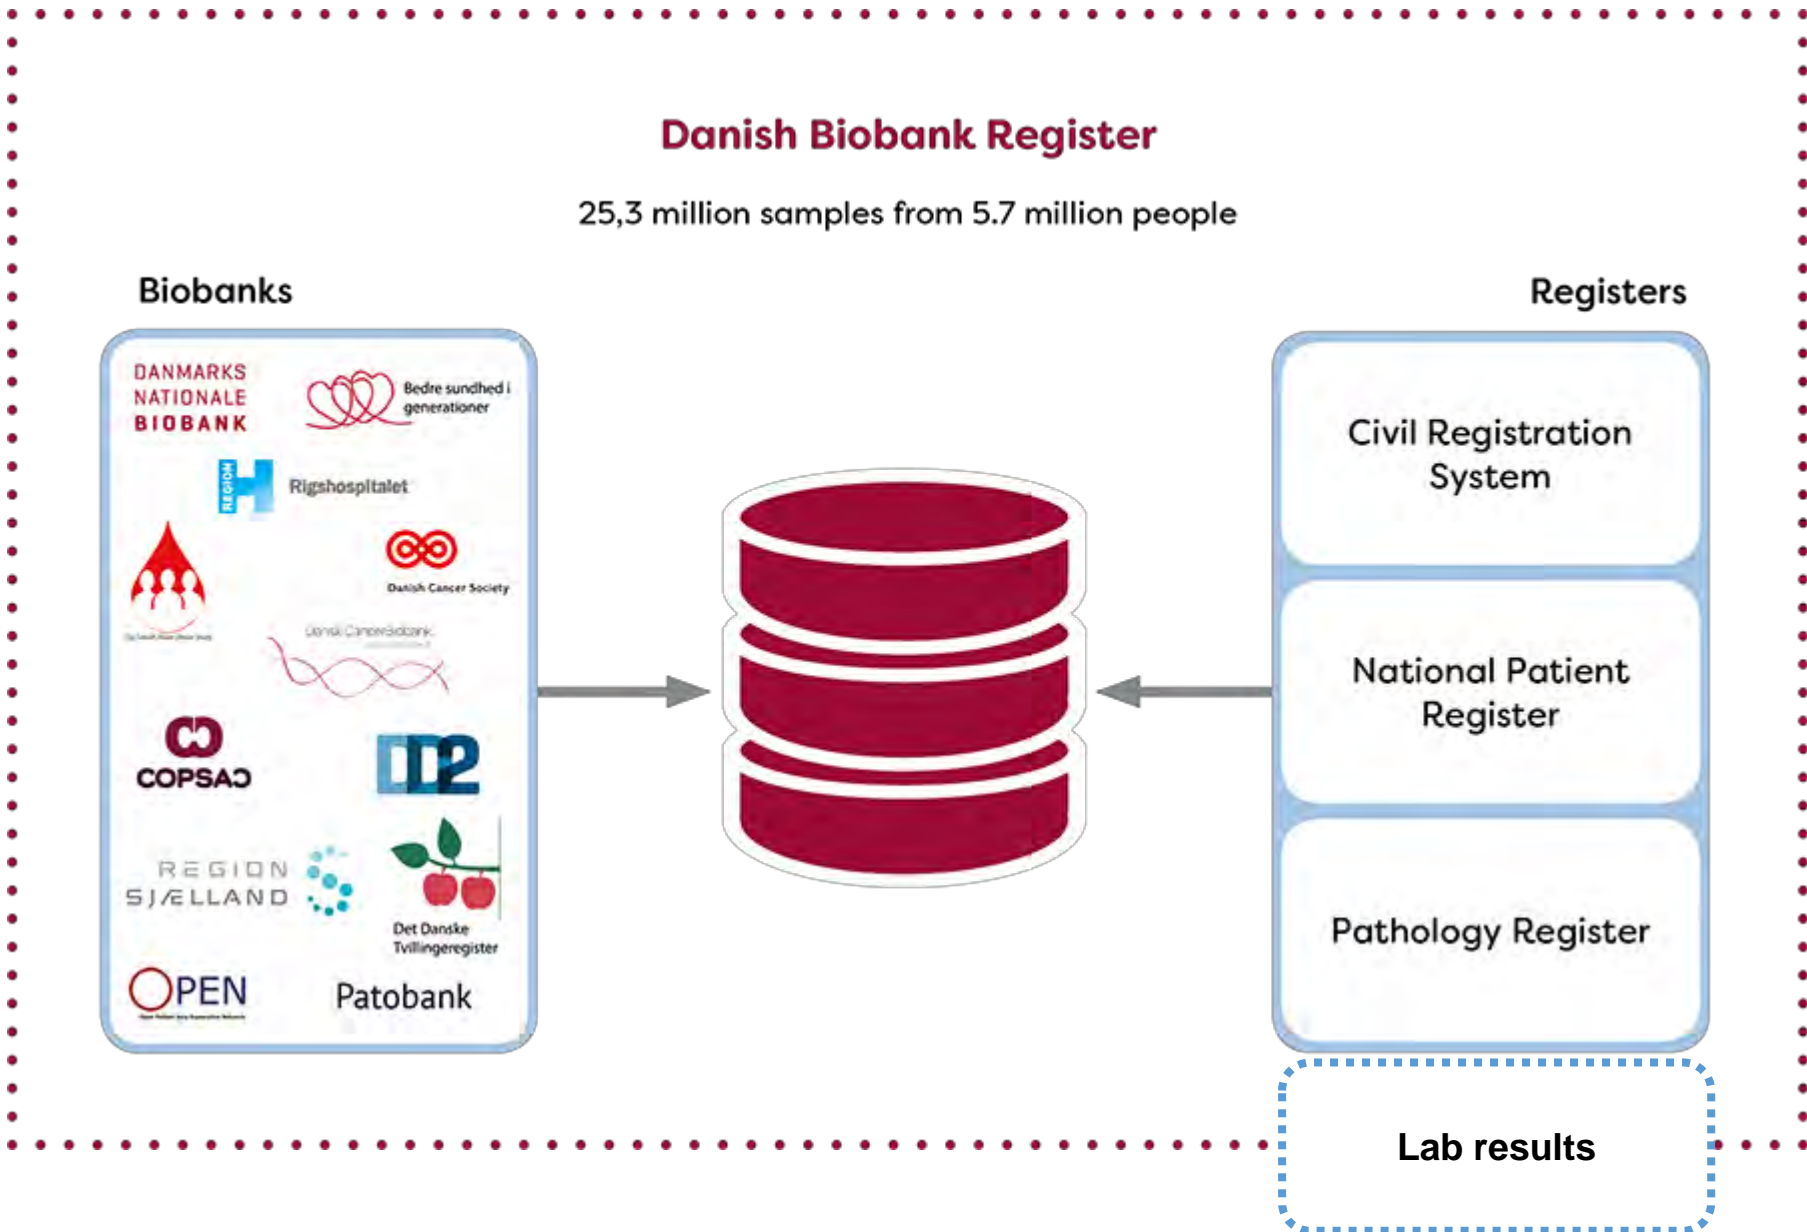 Danish Biobank Register
25,3 million samples from 5.7 million people
Biobanks
DANMARKS
NATIONALE
BIOBANK
Bedre sundhed i
generationer
REGION
H
Rigshospitalet
Danish Cancer Society
Dansk CancerBiobank
COPSAC
DD2
REGION
SJÆLLAND
Det Danske
Tvillingeregister
OPEN
Patobank
Registers
Civil Registration
System
National Patient
Register
Pathology Register
Lab results